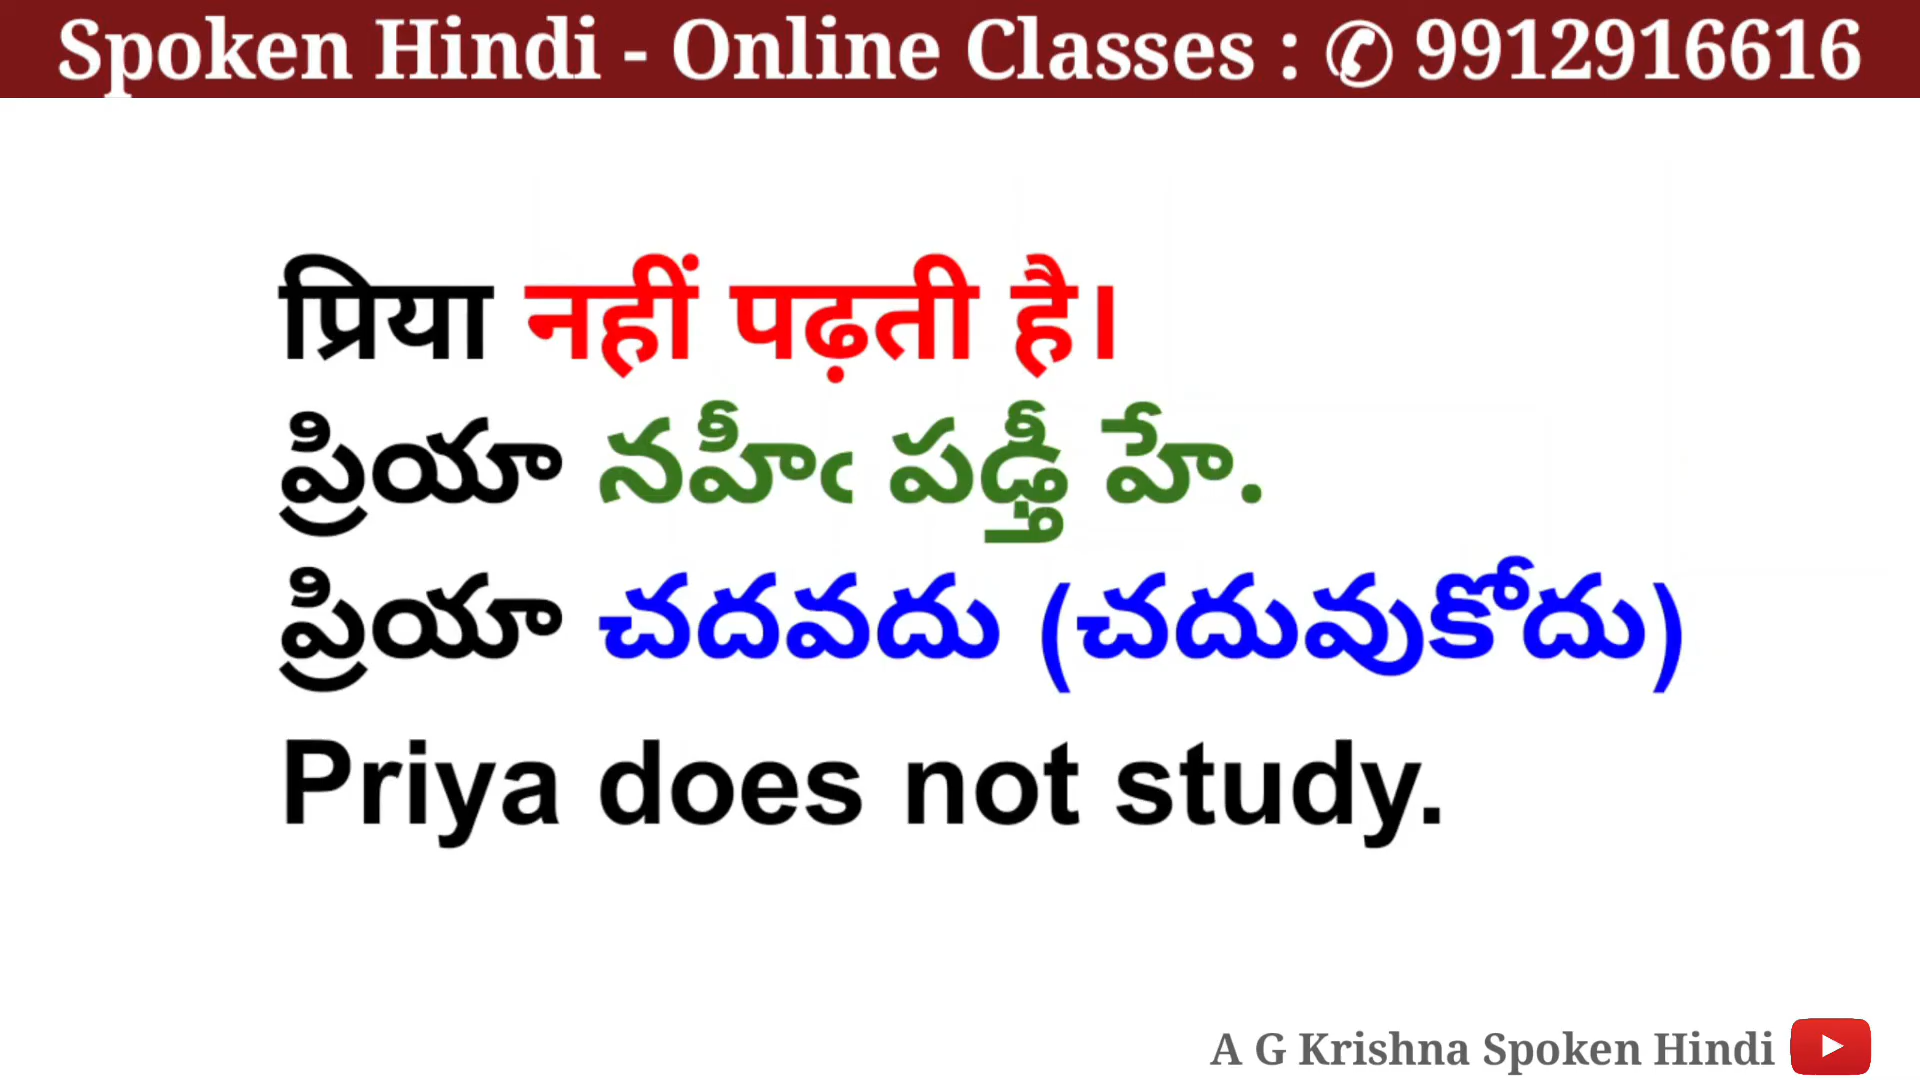 Spoken Hindi - Online Classes : ✆ 9912916616
प्रिया नहीं पढ़ती है।
ప్రియా నహీఁ పఢ్తీ హే.
ప్రియా చదవదు (చదువుకోదు)
Priya does not study.
A G Krishna Spoken Hindi